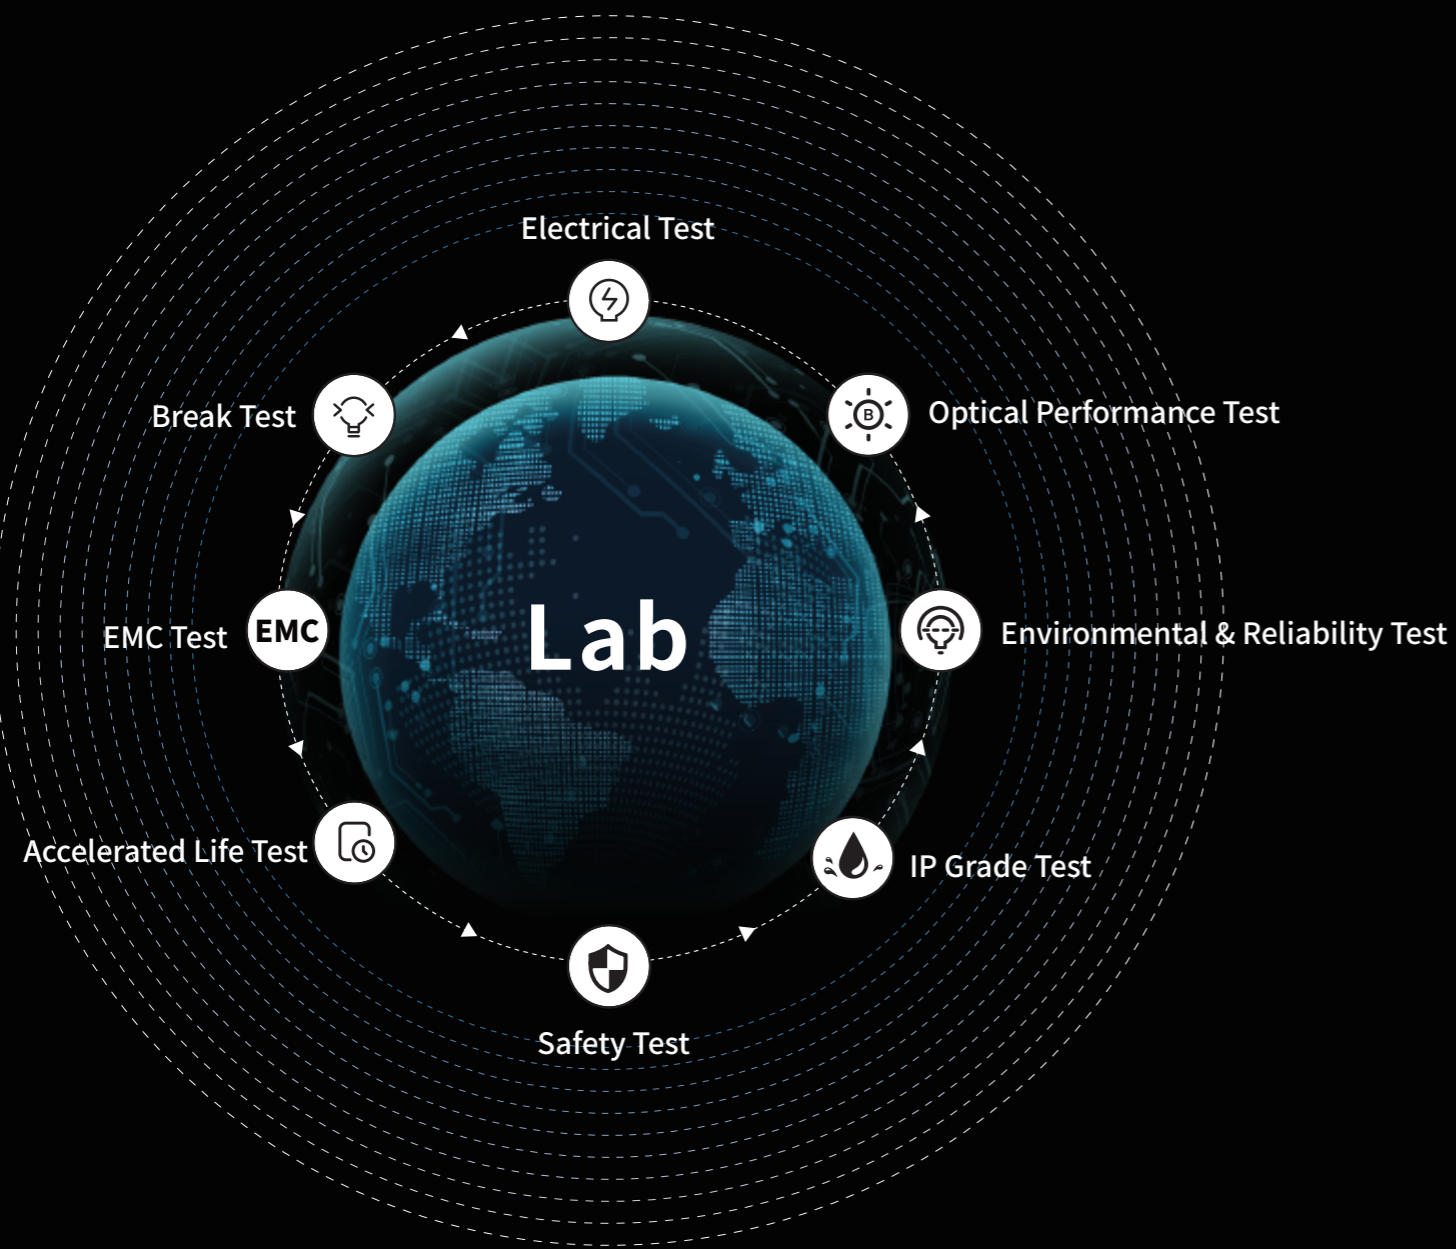 Electrical Test
Break Test
B
Optical Performance Test
EMC Test
EMC
Lab
Environmental & Reliability Test
Accelerated Life Test
IP Grade Test
Safety Test